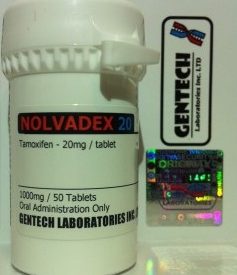 NOLVADEX 20
Tamoxifen - 20mg / tablet
1000mg / 50 Tablets
Oral Administration Only
GENTECH LABORATORIES INC.
GENTECH
Laboratories Inc. LTD